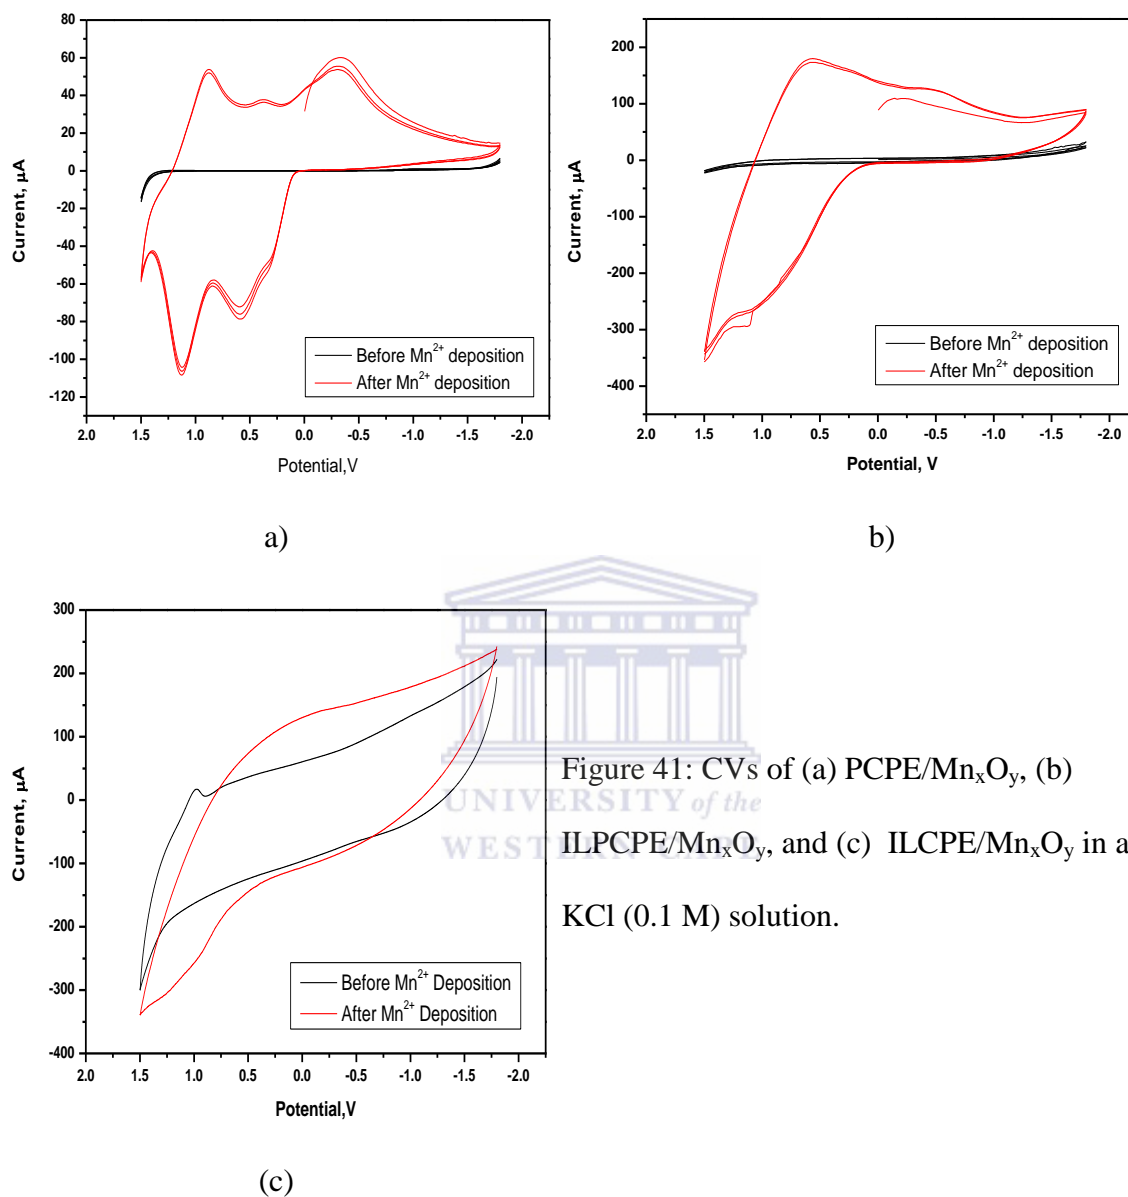 80
60
40
20
0
-20
-40
-60
-80
-100
-120
Current, µA
2.0 1.5 1.0 0.5 0.0 -0.5 -1.0 -1.5 -2.0
Potential,V
Before Mn²⁺ deposition
After Mn²⁺ deposition
a)
200
100
0
-100
-200
-300
-400
Current, µA
2.0 1.5 1.0 0.5 0.0 -0.5 -1.0 -1.5 -2.0
Potential, V
Before Mn²⁺ deposition
After Mn²⁺ deposition
b)
300
200
100
0
-100
-200
-300
-400
Current, µA
2.0 1.5 1.0 0.5 0.0 -0.5 -1.0 -1.5 -2.0
Potential,V
Before Mn²⁺ Deposition
After Mn²⁺ Deposition
(c)
UNIVERSITY of the
WESTERN CAPE
Figure 41: CVs of (a) PCPE/MnₓOᵧ, (b)
ILPCPE/MnₓOᵧ, and (c) ILCPE/MnₓOᵧ in a
KCl (0.1 M) solution.